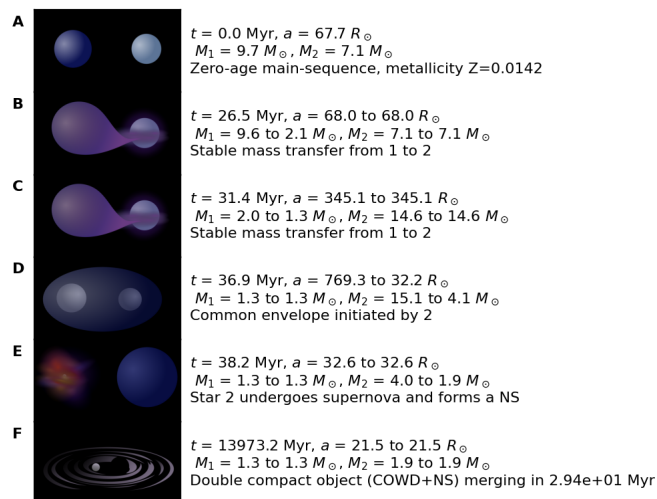 A
t = 0.0 Myr, a = 67.7 R⊙
M₁ = 9.7 M⊙, M₂ = 7.1 M⊙
Zero-age main-sequence, metallicity Z=0.0142
B
t = 26.5 Myr, a = 68.0 to 68.0 R⊙
M₁ = 9.6 to 2.1 M⊙, M₂ = 7.1 to 7.1 M⊙
Stable mass transfer from 1 to 2
C
t = 31.4 Myr, a = 345.1 to 345.1 R⊙
M₁ = 2.0 to 1.3 M⊙, M₂ = 14.6 to 14.6 M⊙
Stable mass transfer from 1 to 2
D
t = 36.9 Myr, a = 769.3 to 32.2 R⊙
M₁ = 1.3 to 1.3 M⊙, M₂ = 15.1 to 4.1 M⊙
Common envelope initiated by 2
E
t = 38.2 Myr, a = 32.6 to 32.6 R⊙
M₁ = 1.3 to 1.3 M⊙, M₂ = 4.0 to 1.9 M⊙
Star 2 undergoes supernova and forms a NS
F
t = 13973.2 Myr, a = 21.5 to 21.5 R⊙
M₁ = 1.3 to 1.3 M⊙, M₂ = 1.9 to 1.9 M⊙
Double compact object (COWD+NS) merging in 2.94e+01 Myr